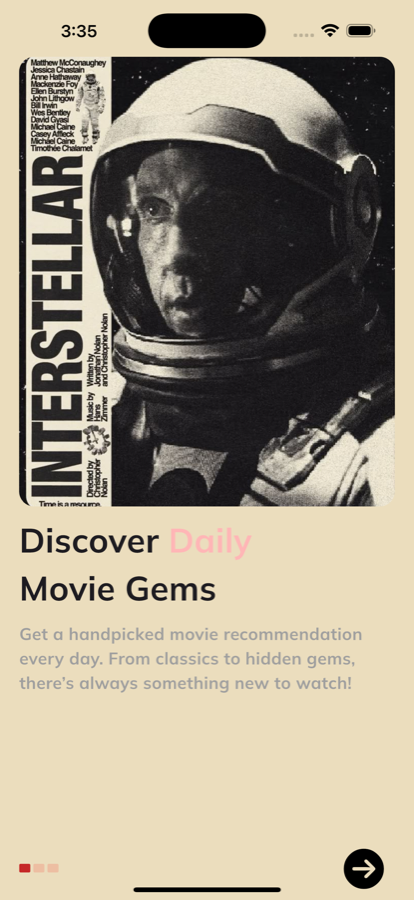 3:35
Matthew McConaughey
Jessica Chastain
Anne Hathaway
Mackenzie Foy
Ellen Burstyn
John Lithgow
Bill Irwin
Wes Bentley
David Gyasi
Michael Caine
Casey Affleck
Michael Caine
Timothée Chalamet
INTERSTELLAR
Written by
Jonathan Nolan
and Christopher Nolan
Music by
Hans
Zimmer
Directed by
Christopher
Nolan
Time is a resource
Discover Daily
Movie Gems
Get a handpicked movie recommendation
every day. From classics to hidden gems,
there's always something new to watch!